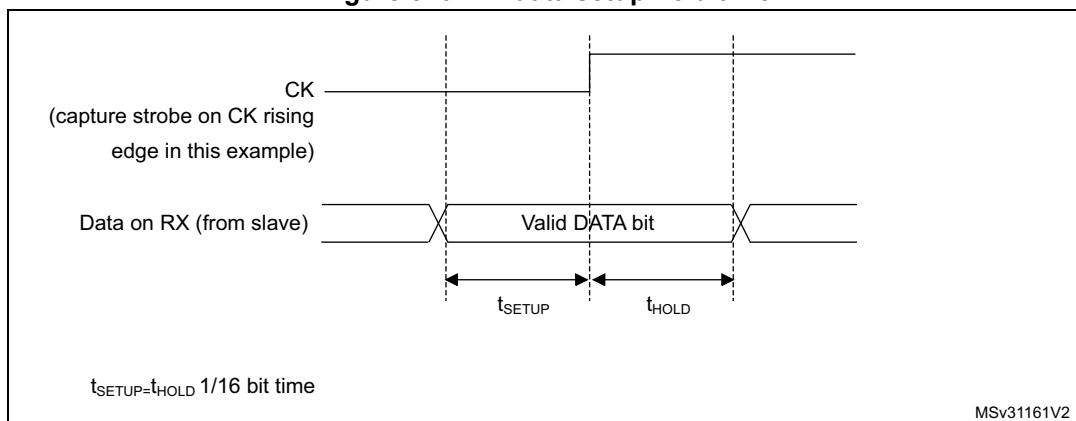 CK
(capture strobe on CK rising
edge in this example)
Data on RX (from slave)
Valid DATA bit
tSETUP
tHOLD
tSETUP=tHOLD 1/16 bit time
MSv31161V2